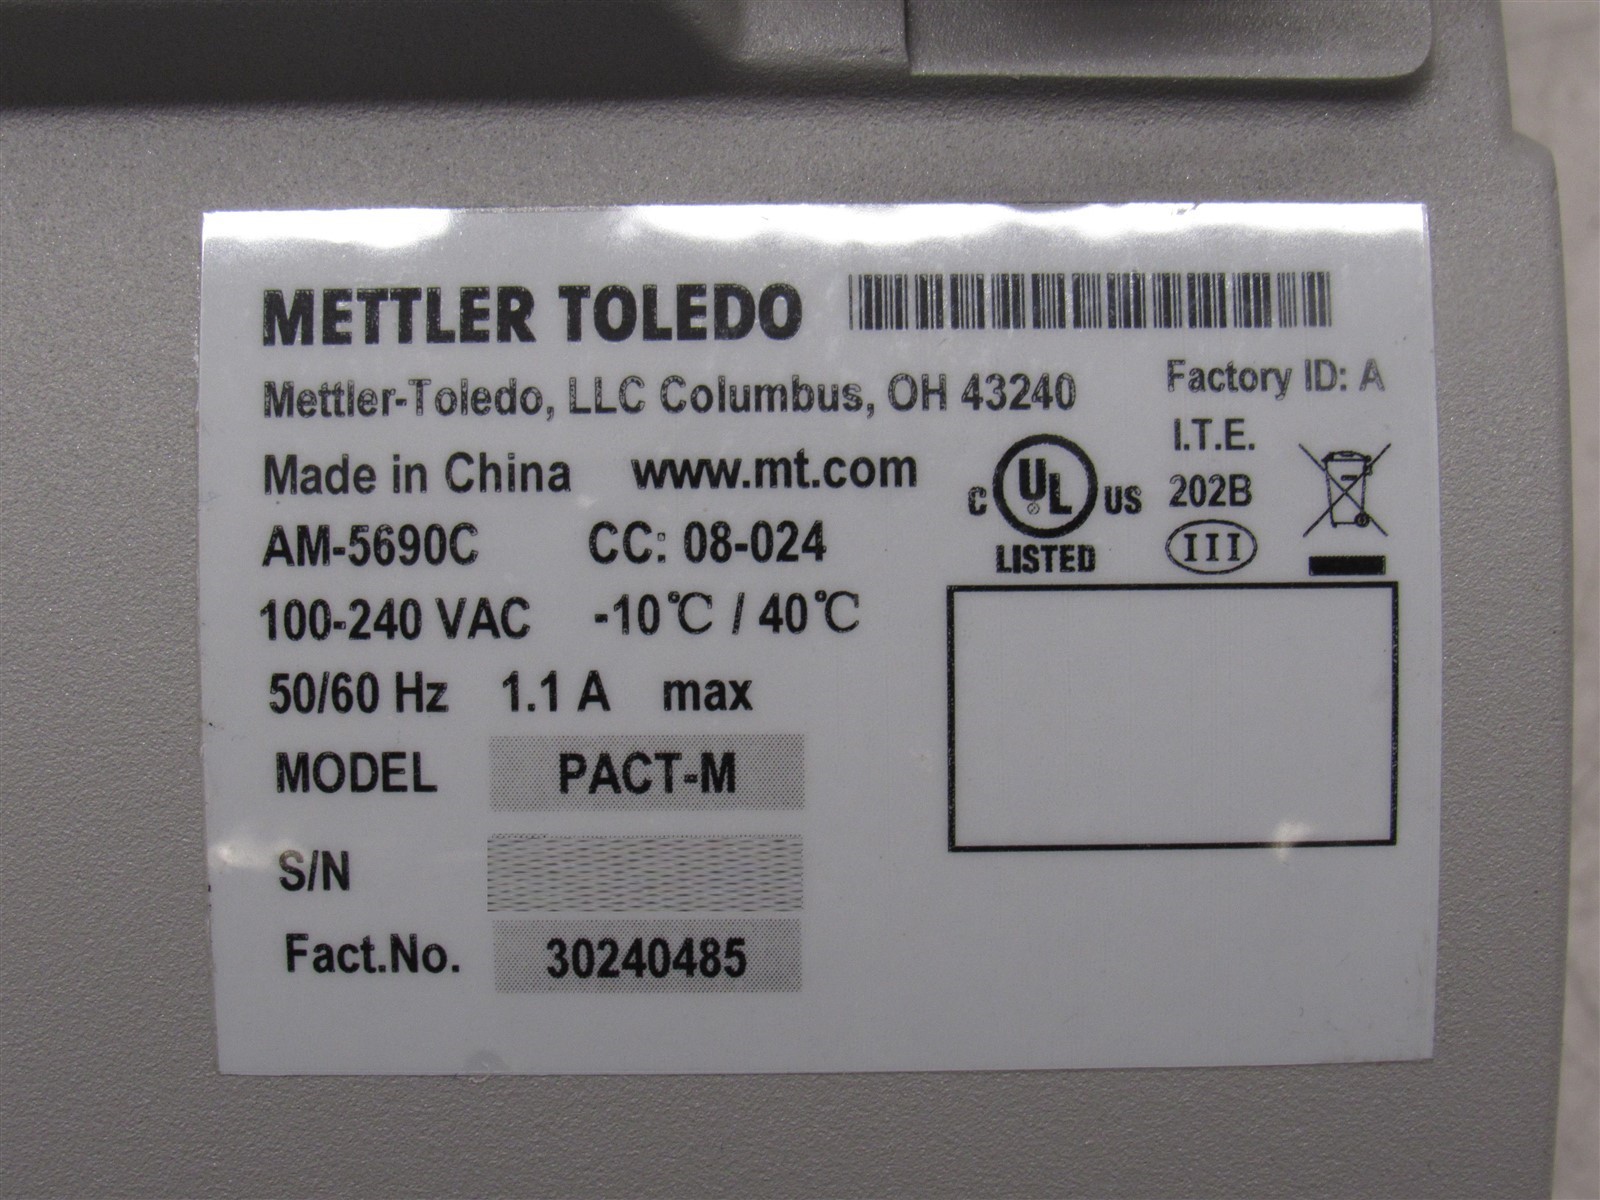 METTLER TOLEDO
Mettler-Toledo, LLC Columbus, OH 43240
Factory ID: A
Made in China www.mt.com
I.T.E.
202B
III
C UL US
LISTED
AM-5690C CC: 08-024
100-240 VAC -10℃ / 40℃
50/60 Hz 1.1 A max
MODEL PACT-M
S/N
Fact.No. 30240485